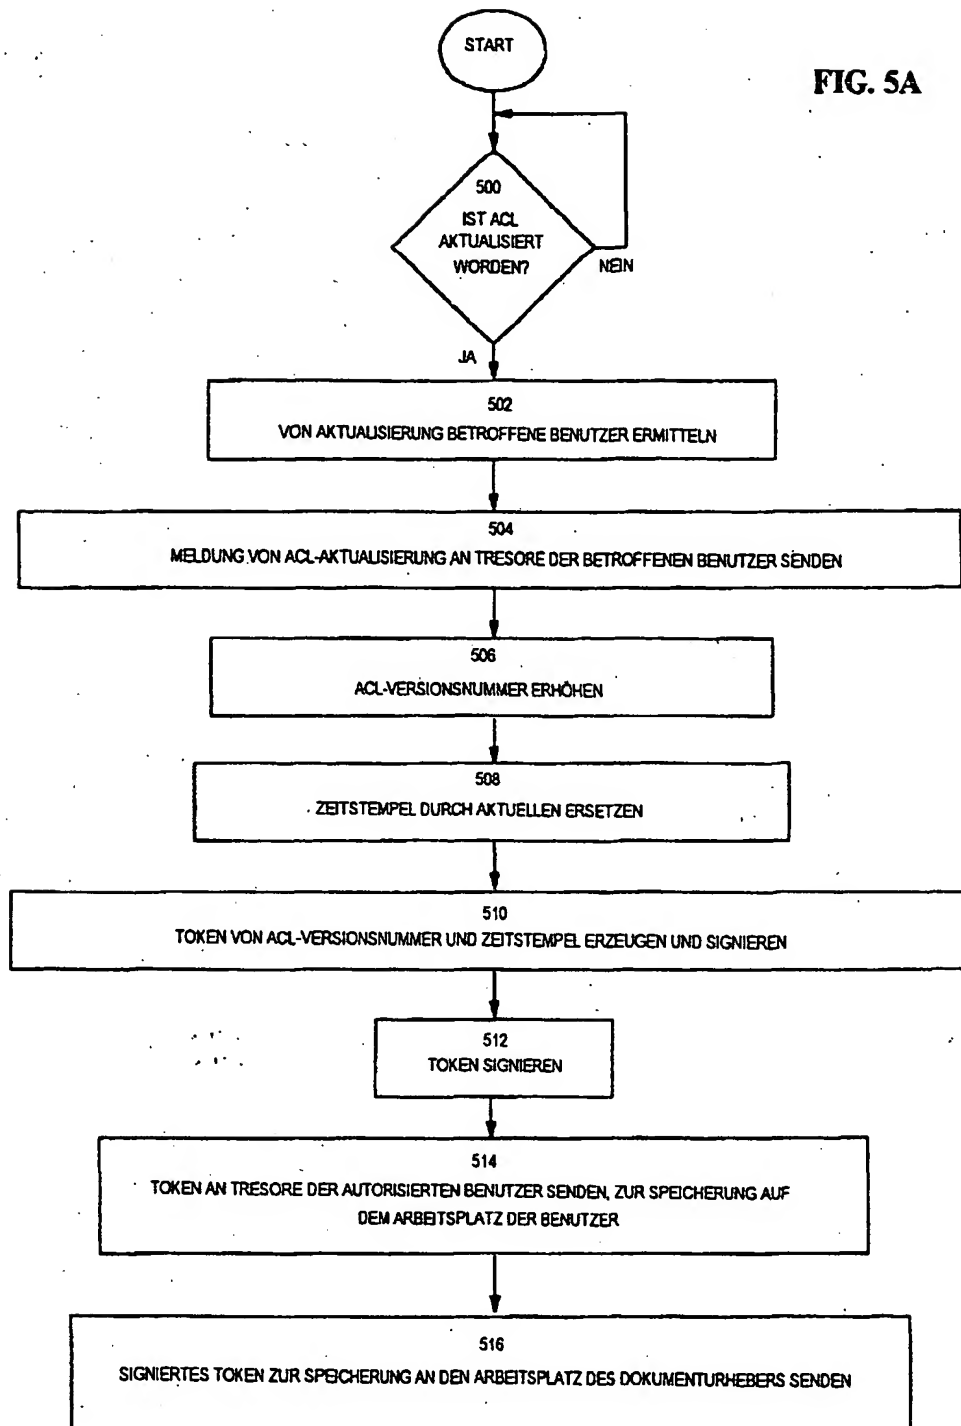 START
FIG. 5A
500
IST ACL
AKTUALISIERT
WORDEN?
NEIN
JA
502
VON AKTUALISIERUNG BETROFFENE BENUTZER ERMITTELN
504
MELDUNG VON ACL-AKTUALISIERUNG AN TRESORE DER BETROFFENEN BENUTZER SENDEN
506
ACL-VERSIONSNUMMER ERHÖHEN
508
ZEITSTEMPEL DURCH AKTUELLEN ERSETZEN
510
TOKEN VON ACL-VERSIONSNUMMER UND ZEITSTEMPEL ERZEUGEN UND SIGNIEREN
512
TOKEN SIGNIEREN
514
TOKEN AN TRESORE DER AUTORISIERTEN BENUTZER SENDEN, ZUR SPEICHERUNG AUF
DEM ARBEITSPLATZ DER BENUTZER
516
SIGNIERTES TOKEN ZUR SPEICHERUNG AN DEN ARBEITSPLATZ DES DOKUMENTURHEBERS SENDEN